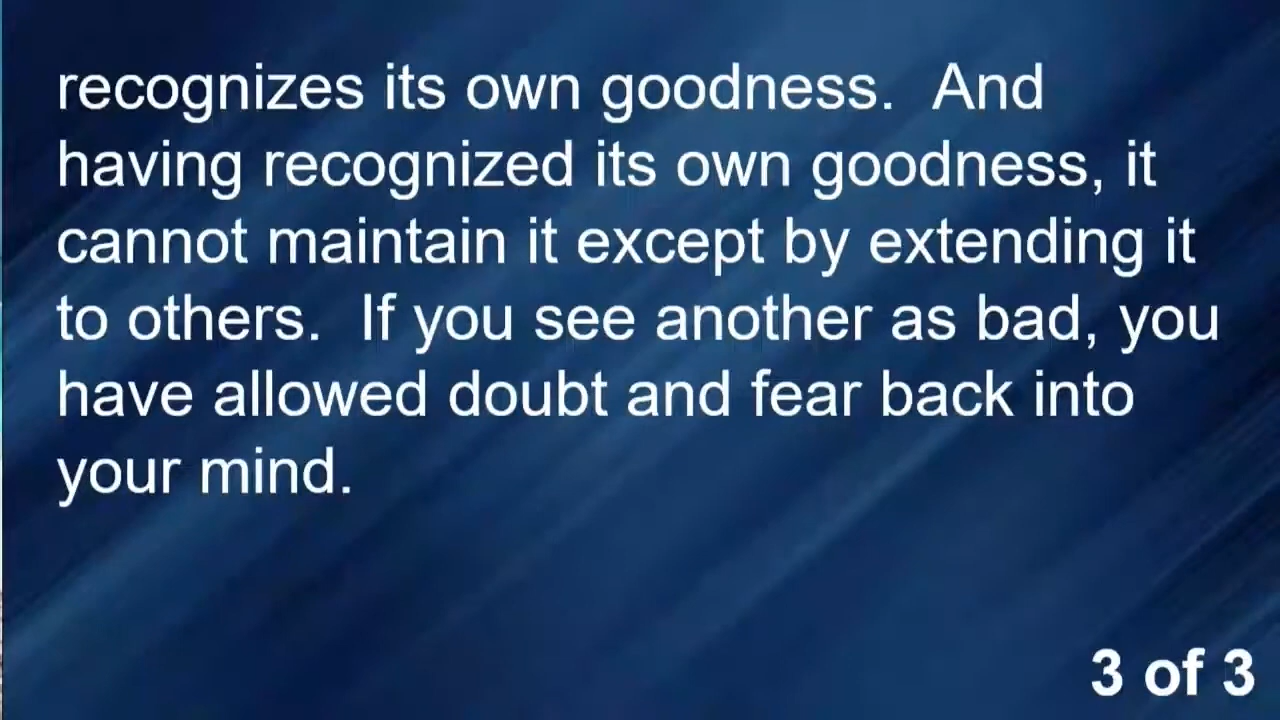 recognizes its own goodness.  And
having recognized its own goodness, it
cannot maintain it except by extending it
to others.  If you see another as bad, you
have allowed doubt and fear back into
your mind.
3 of 3